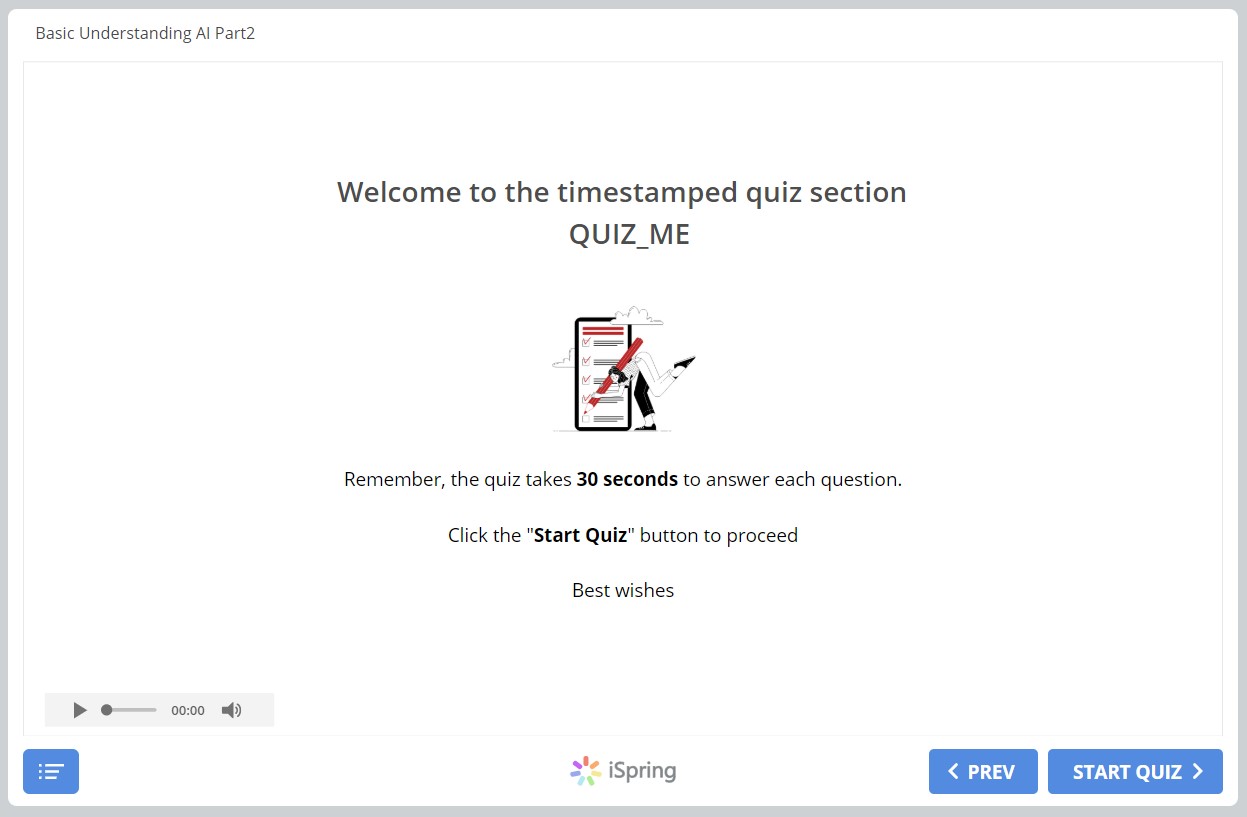 Basic Understanding AI Part2
Welcome to the timestamped quiz section
QUIZ_ME
Remember, the quiz takes 30 seconds to answer each question.
Click the "Start Quiz" button to proceed
Best wishes
00:00
iSpring
PREV
START QUIZ